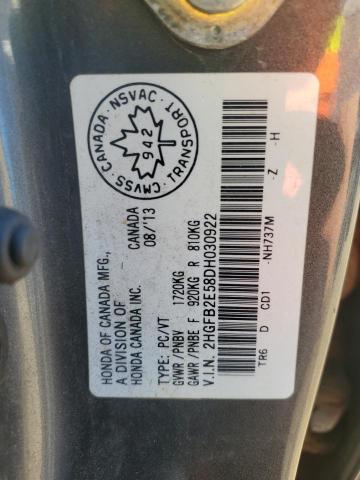 HONDA OF CANADA MFG.,
A DIVISION OF
HONDA CANADA INC.
CANADA
08/'13
TYPE: PC/VT
GVWR/PNBV 1720KG
GAWR/PNBE F 920KG R 810KG
V.I.N. 2HGFB2E58DH030922
TR6 D CD1 -NH737M -Z -H
CANADA · NSVAC · TRANSPORT · CMVSS ·
942